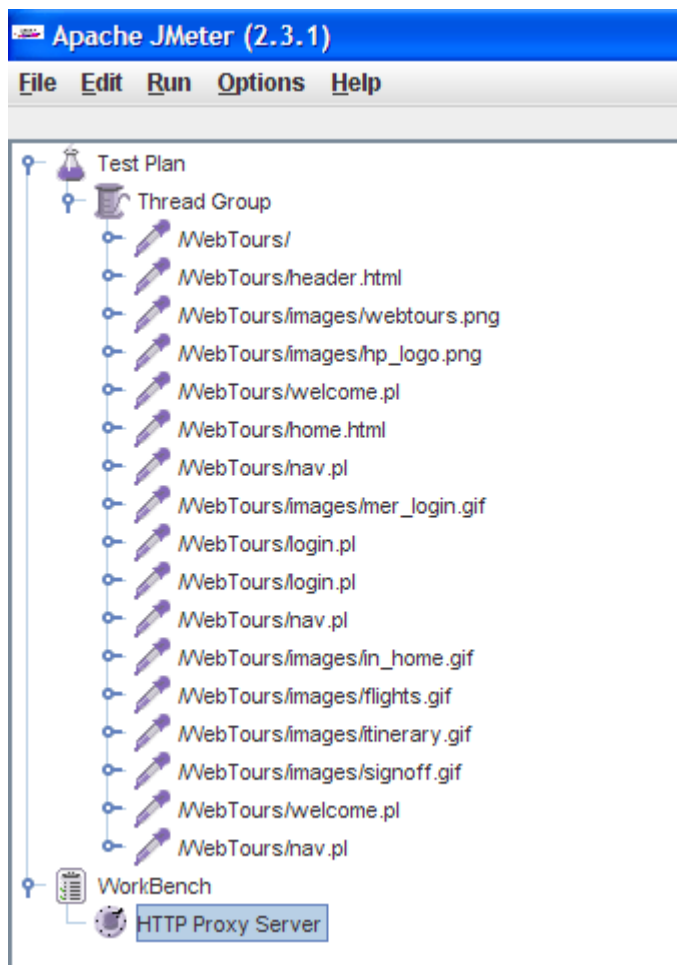 Apache JMeter (2.3.1)
File Edit Run Options Help
Test Plan
Thread Group
/WebTours/
/WebTours/header.html
/WebTours/images/webtours.png
/WebTours/images/hp_logo.png
/WebTours/welcome.pl
/WebTours/home.html
/WebTours/nav.pl
/WebTours/images/mer_login.gif
/WebTours/login.pl
/WebTours/login.pl
/WebTours/nav.pl
/WebTours/images/in_home.gif
/WebTours/images/flights.gif
/WebTours/images/itinerary.gif
/WebTours/images/signoff.gif
/WebTours/welcome.pl
/WebTours/nav.pl
WorkBench
HTTP Proxy Server